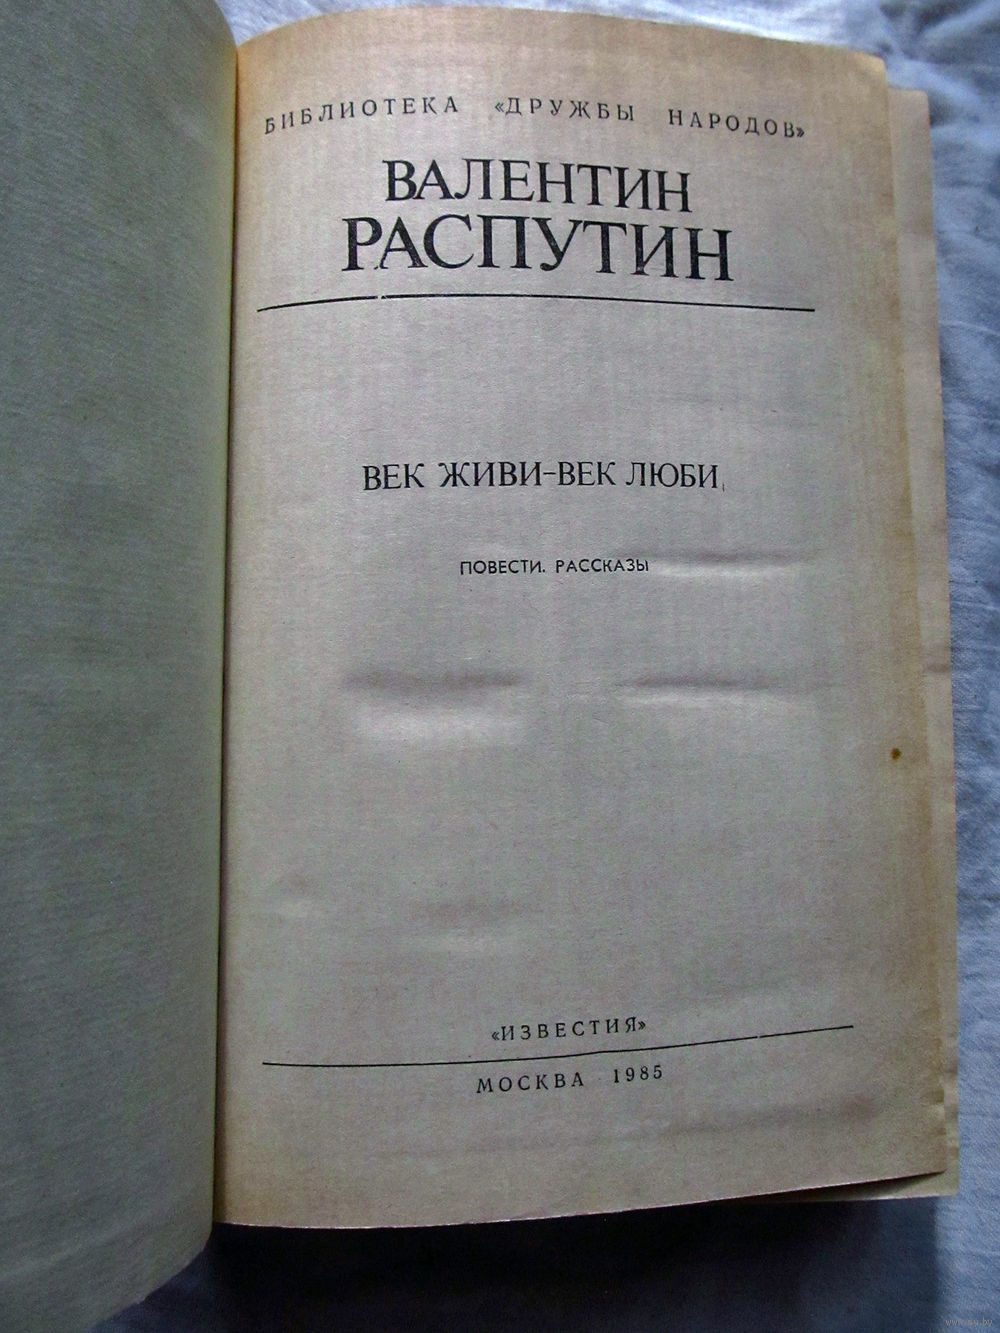 БИБЛИОТЕКА «ДРУЖБЫ НАРОДОВ»
ВАЛЕНТИН
РАСПУТИН
ВЕК ЖИВИ–ВЕК ЛЮБИ
ПОВЕСТИ. РАССКАЗЫ
«ИЗВЕСТИЯ»
МОСКВА 1985